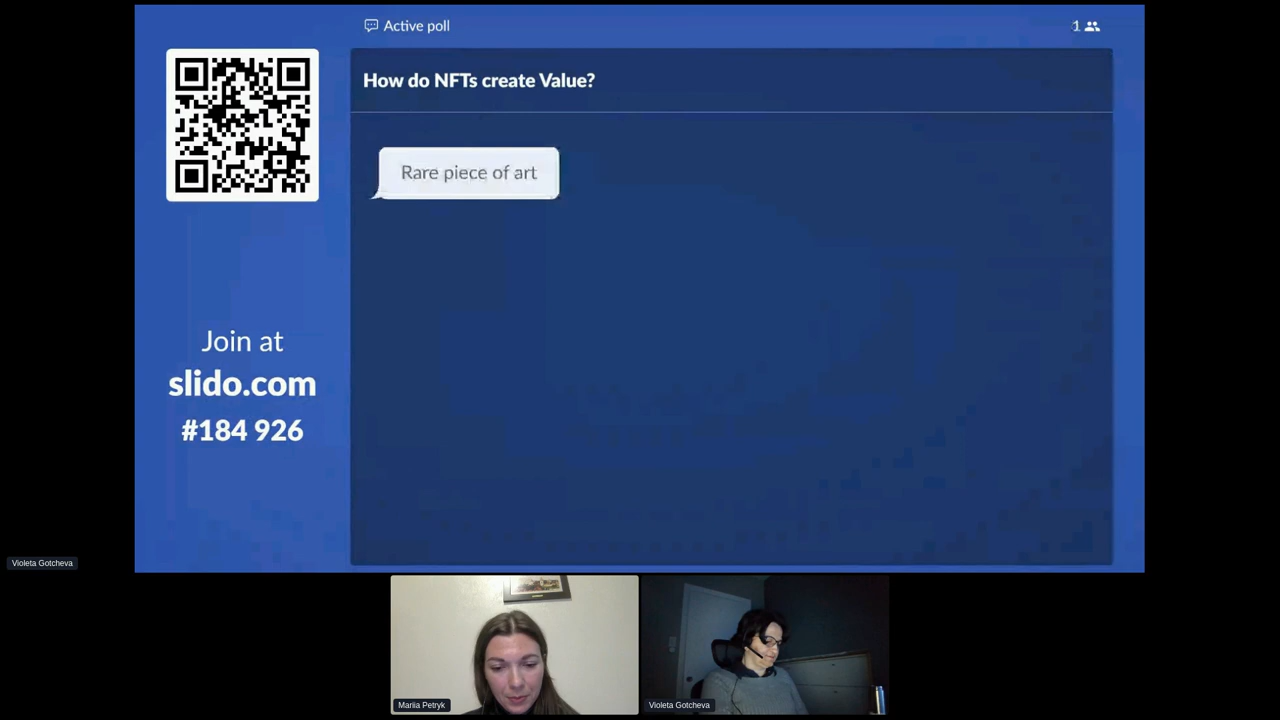 Active poll
1
How do NFTs create Value?
Rare piece of art
Join at
slido.com
#184 926
Violeta Gotcheva
Mariia Petryk
Violeta Gotcheva